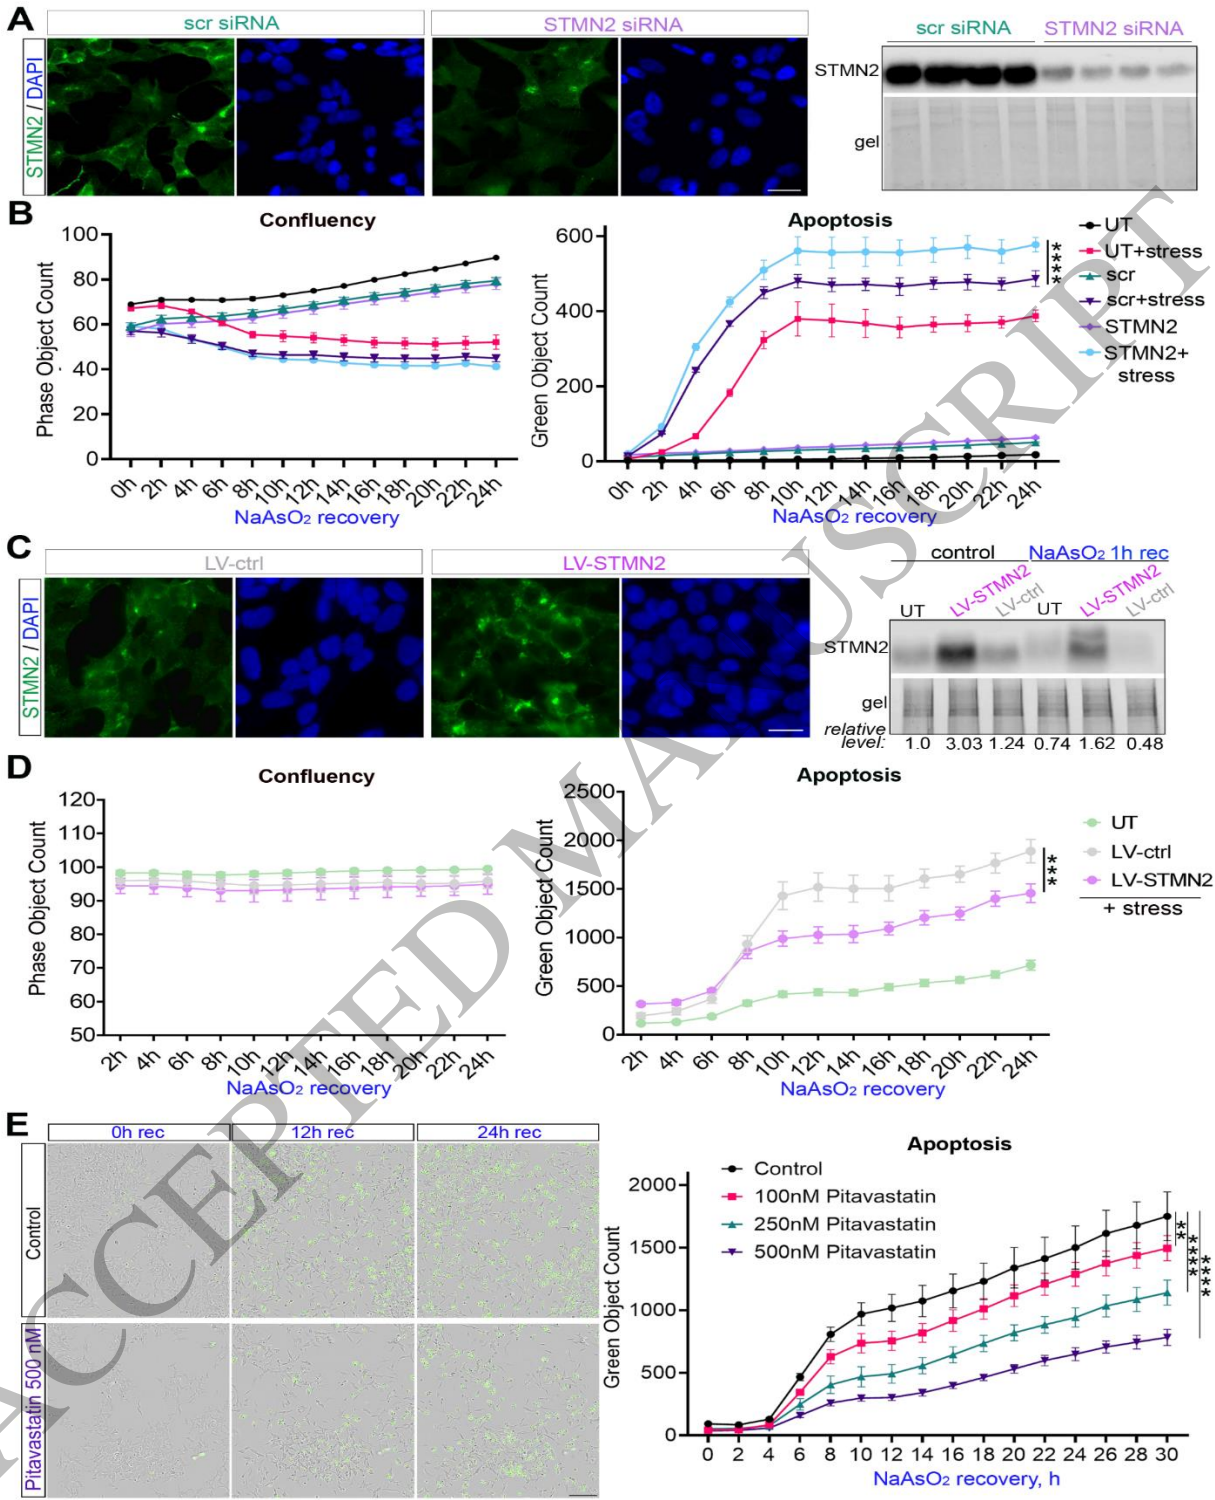 A
scr siRNA
STMN2 siRNA
STMN2 / DAPI
scr siRNA STMN2 siRNA
STMN2
gel
B
Confluency
Phase Object Count
100
80
60
40
20
0
0h 2h 4h 6h 8h 10h 12h 14h 16h 18h 20h 22h 24h
NaAsO2 recovery
Apoptosis
Green Object Count
600
400
200
0
0h 2h 4h 6h 8h 10h 12h 14h 16h 18h 20h 22h 24h
NaAsO2 recovery
****
UT
UT+stress
scr
scr+stress
STMN2
STMN2+
stress
C
LV-ctrl
LV-STMN2
STMN2 / DAPI
control NaAsO2 1h rec
UT LV-STMN2 LV-ctrl UT LV-STMN2 LV-ctrl
STMN2
gel
relative
level: 1.0 3.03 1.24 0.74 1.62 0.48
D
Confluency
Phase Object Count
120
110
100
90
80
70
60
50
2h 4h 6h 8h 10h 12h 14h 16h 18h 20h 22h 24h
NaAsO2 recovery
Apoptosis
Green Object Count
2500
2000
1500
1000
500
0
2h 4h 6h 8h 10h 12h 14h 16h 18h 20h 22h 24h
NaAsO2 recovery
***
UT
LV-ctrl
LV-STMN2
+ stress
E
0h rec 12h rec 24h rec
Control
Pitavastatin 500 nM
Apoptosis
Green Object Count
Control
100nM Pitavastatin
250nM Pitavastatin
500nM Pitavastatin
2000
1500
1000
500
0
0 2 4 6 8 10 12 14 16 18 20 22 24 26 28 30
NaAsO2 recovery, h
**
****
****
ACCEPTED MANUSCRIPT